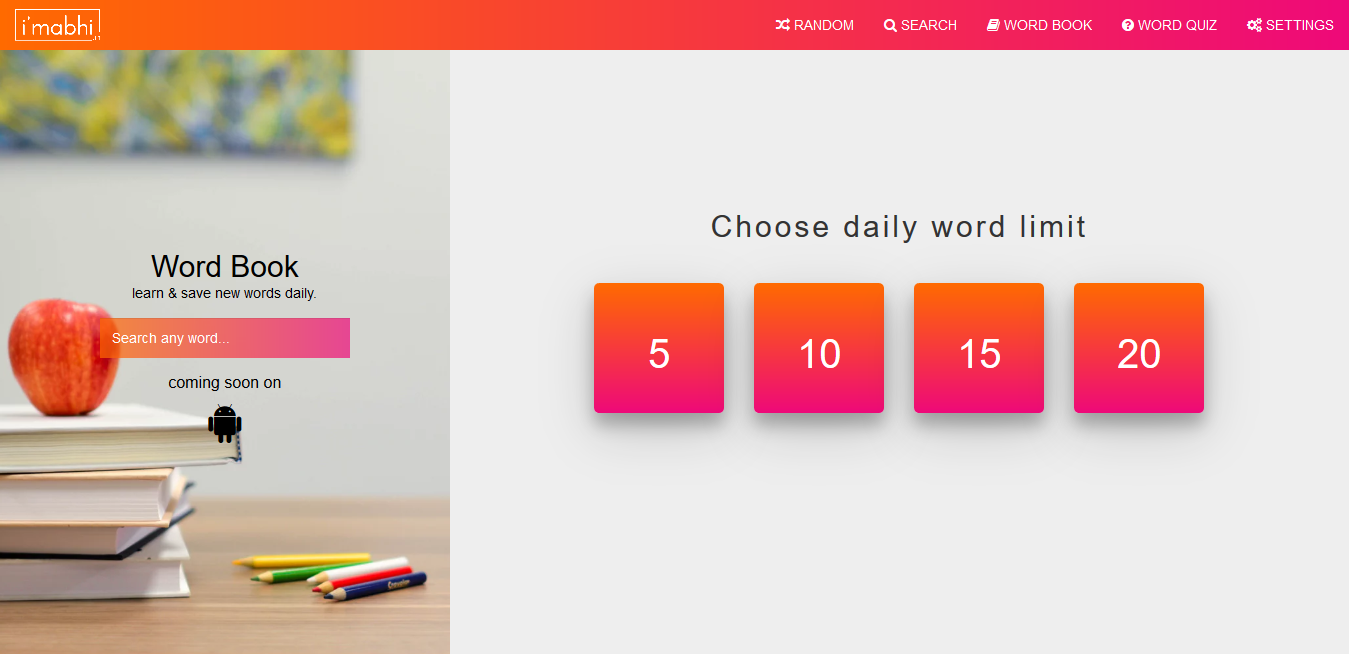 i'mabhi
RANDOM
SEARCH
WORD BOOK
WORD QUIZ
SETTINGS
Word Book
learn & save new words daily.
Search any word...
coming soon on
Choose daily word limit
5
10
15
20